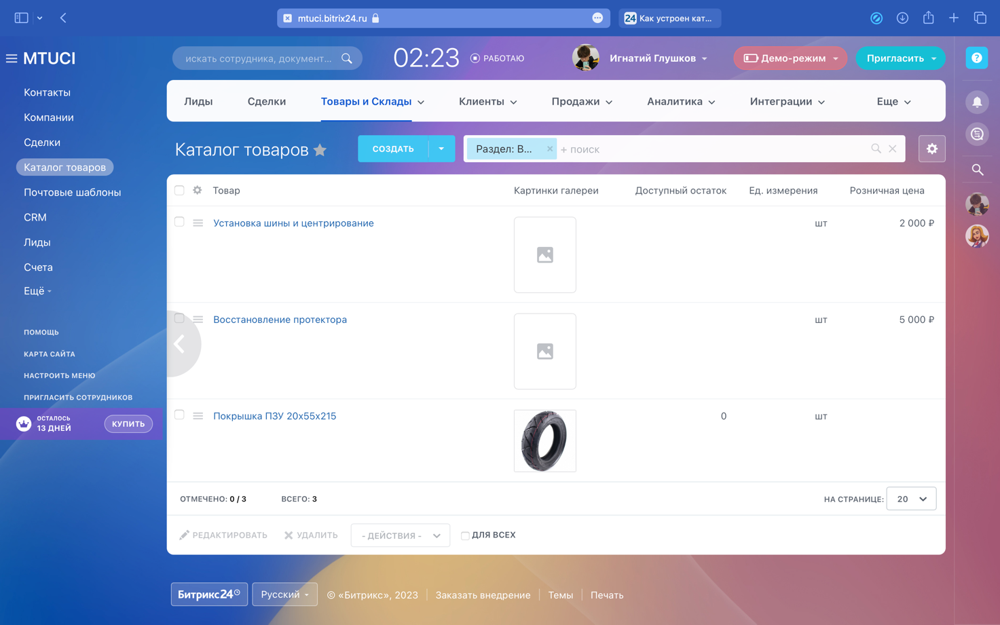 mtuci.bitrix24.ru
24 Как устроен кат...
MTUCI
искать сотрудника, документ...
02:23
РАБОТАЮ
Игнатий Глушков
Демо-режим
Пригласить
?
Контакты
Компании
Сделки
Каталог товаров
Почтовые шаблоны
CRM
Лиды
Счета
Ещё
ПОМОЩЬ
КАРТА САЙТА
НАСТРОИТЬ МЕНЮ
ПРИГЛАСИТЬ СОТРУДНИКОВ
ОСТАЛОСЬ
13 ДНЕЙ
КУПИТЬ
Лиды Сделки Товары и Склады Клиенты Продажи Аналитика Интеграции Еще
Каталог товаров
СОЗДАТЬ
Раздел: В... × + поиск
Товар Картинки галереи Доступный остаток Ед. измерения Розничная цена
Установка шины и центрирование шт 2 000 ₽
Восстановление протектора шт 5 000 ₽
Покрышка ПЗУ 20x55x215 0 шт
ОТМЕЧЕНО: 0 / 3 ВСЕГО: 3 НА СТРАНИЦЕ: 20
РЕДАКТИРОВАТЬ УДАЛИТЬ - ДЕЙСТВИЯ - ДЛЯ ВСЕХ
Битрикс24 Русский © «Битрикс», 2023 Заказать внедрение Темы Печать